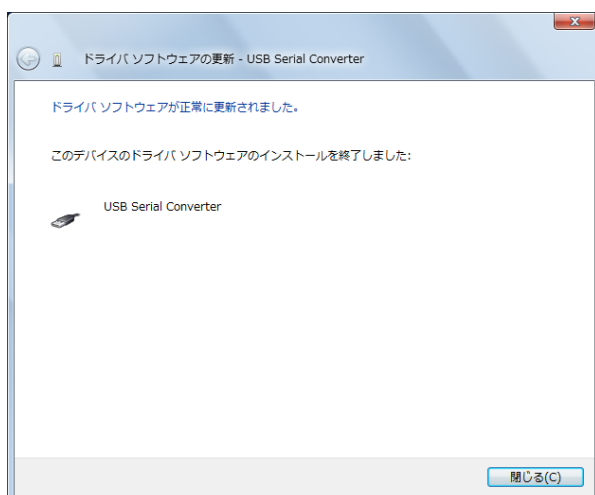 ドライバ ソフトウェアの更新 - USB Serial Converter
ドライバ ソフトウェアが正常に更新されました。
このデバイスのドライバ ソフトウェアのインストールを終了しました:
USB Serial Converter
閉じる(C)